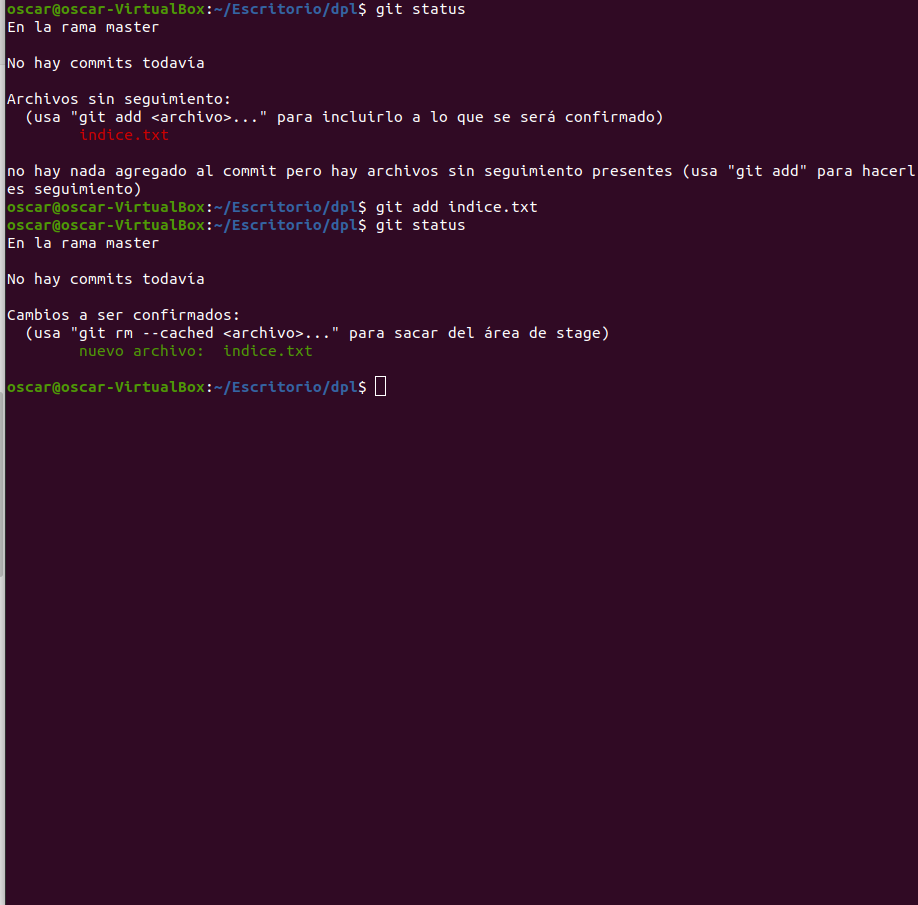 oscar@oscar-VirtualBox:~/Escritorio/dpl$ git status
En la rama master
No hay commits todavía
Archivos sin seguimiento:
  (usa "git add <archivo>..." para incluirlo a lo que se será confirmado)
        indice.txt
no hay nada agregado al commit pero hay archivos sin seguimiento presentes (usa "git add" para hacerl
es seguimiento)
oscar@oscar-VirtualBox:~/Escritorio/dpl$ git add indice.txt
oscar@oscar-VirtualBox:~/Escritorio/dpl$ git status
En la rama master
No hay commits todavía
Cambios a ser confirmados:
  (usa "git rm --cached <archivo>..." para sacar del área de stage)
        nuevo archivo:  indice.txt
oscar@oscar-VirtualBox:~/Escritorio/dpl$